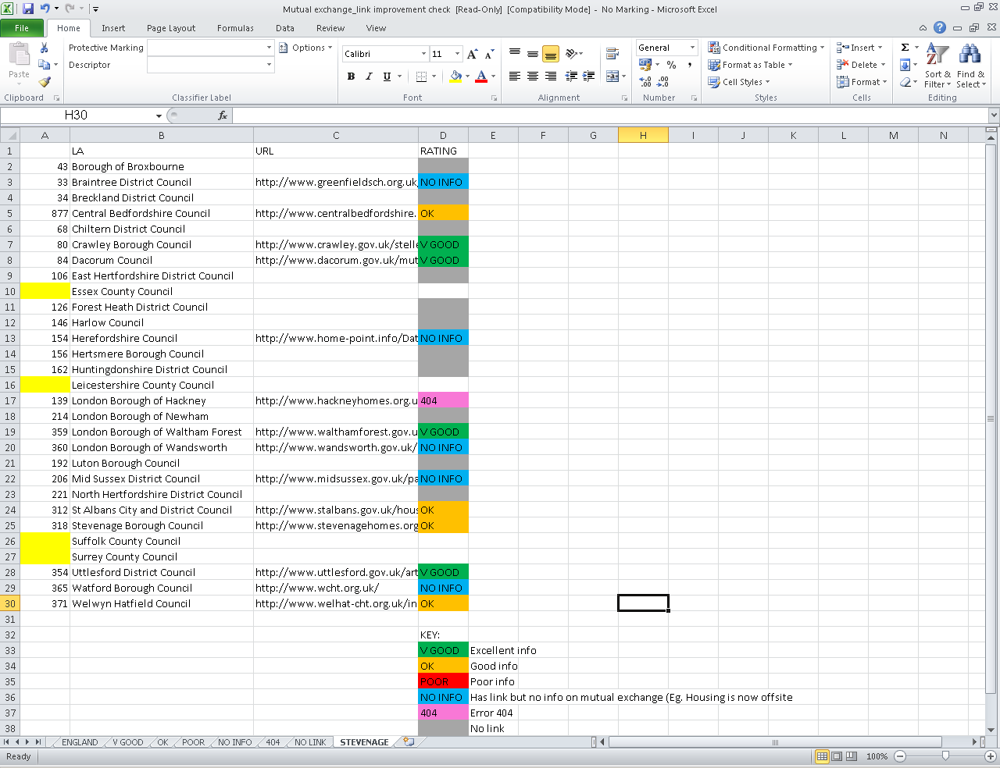 Mutual exchange_link improvement check [Read-Only] [Compatibility Mode] - No Marking - Microsoft Excel
File Home Insert Page Layout Formulas Data Review View
Protective Marking Options Calibri 11 General Conditional Formatting Insert Σ
Paste Descriptor B I U % , Format as Table Delete Sort & Filter Find & Select
Cell Styles Format
Clipboard Classifier Label Font Alignment Number Styles Cells Editing
H30 fx
A B C D E F G H I J K L M N
1 LA URL RATING
2 43 Borough of Broxbourne
3 33 Braintree District Council http://www.greenfieldsch.org.uk, NO INFO
4 34 Breckland District Council
5 877 Central Bedfordshire Council http://www.centralbedfordshire. OK
6 68 Chiltern District Council
7 80 Crawley Borough Council http://www.crawley.gov.uk/stelle V GOOD
8 84 Dacorum Council http://www.dacorum.gov.uk/mut V GOOD
9 106 East Hertfordshire District Council
10 Essex County Council
11 126 Forest Heath District Council
12 146 Harlow Council
13 154 Herefordshire Council http://www.home-point.info/Dat NO INFO
14 156 Hertsmere Borough Council
15 162 Huntingdonshire District Council
16 Leicestershire County Council
17 139 London Borough of Hackney http://www.hackneyhomes.org.u 404
18 214 London Borough of Newham
19 359 London Borough of Waltham Forest http://www.walthamforest.gov.u V GOOD
20 360 London Borough of Wandsworth http://www.wandsworth.gov.uk/ NO INFO
21 192 Luton Borough Council
22 206 Mid Sussex District Council http://www.midsussex.gov.uk/pa NO INFO
23 221 North Hertfordshire District Council
24 312 St Albans City and District Council http://www.stalbans.gov.uk/hous OK
25 318 Stevenage Borough Council http://www.stevenagehomes.org OK
26 Suffolk County Council
27 Surrey County Council
28 354 Uttlesford District Council http://www.uttlesford.gov.uk/art V GOOD
29 365 Watford Borough Council http://www.wcht.org.uk/ NO INFO
30 371 Welwyn Hatfield Council http://www.welhat-cht.org.uk/in OK
31
32 KEY:
33 V GOOD Excellent info
34 OK Good info
35 POOR Poor info
36 NO INFO Has link but no info on mutual exchange (Eg. Housing is now offsite
37 404 Error 404
38 No link
ENGLAND V GOOD OK POOR NO INFO 404 NO LINK STEVENAGE
Ready 100%